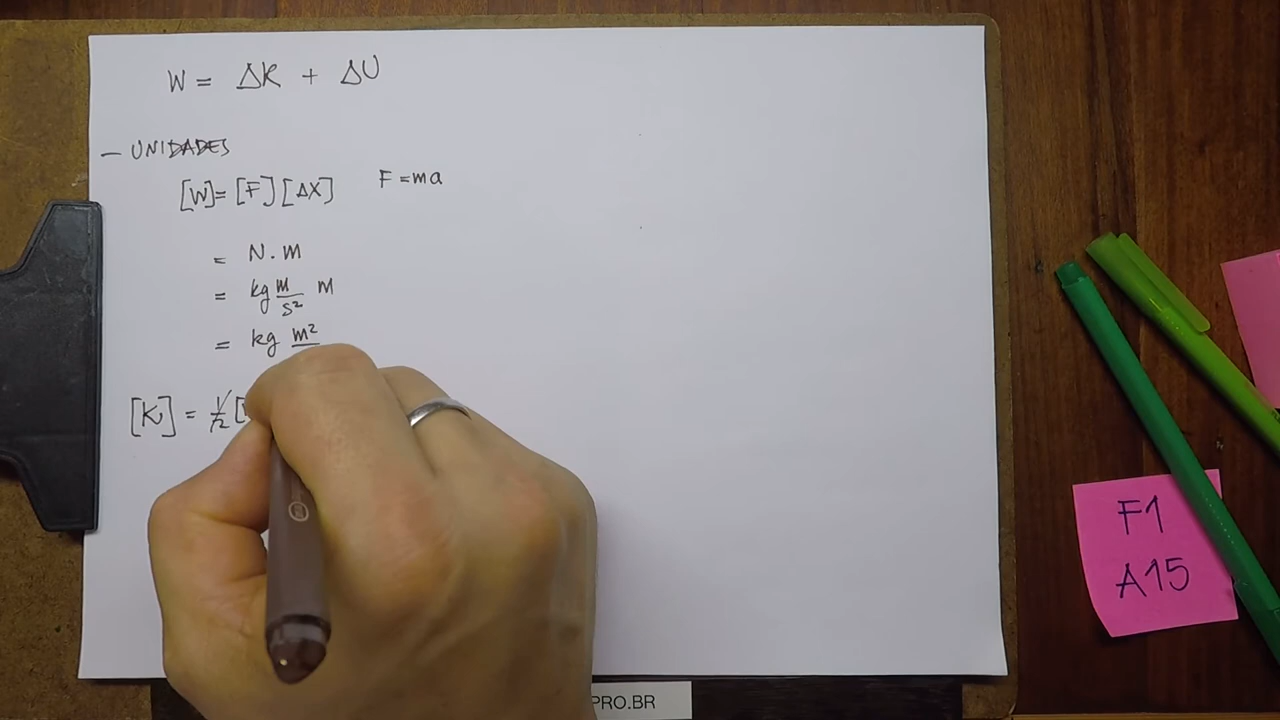 W = ΔK + ΔU
— UNIDADES
[W] = [F] [ΔX] F = ma
= N. m
= kg m/s² m
= kg m²
[K] = 1/2 [
F1
A15
PRO.BR